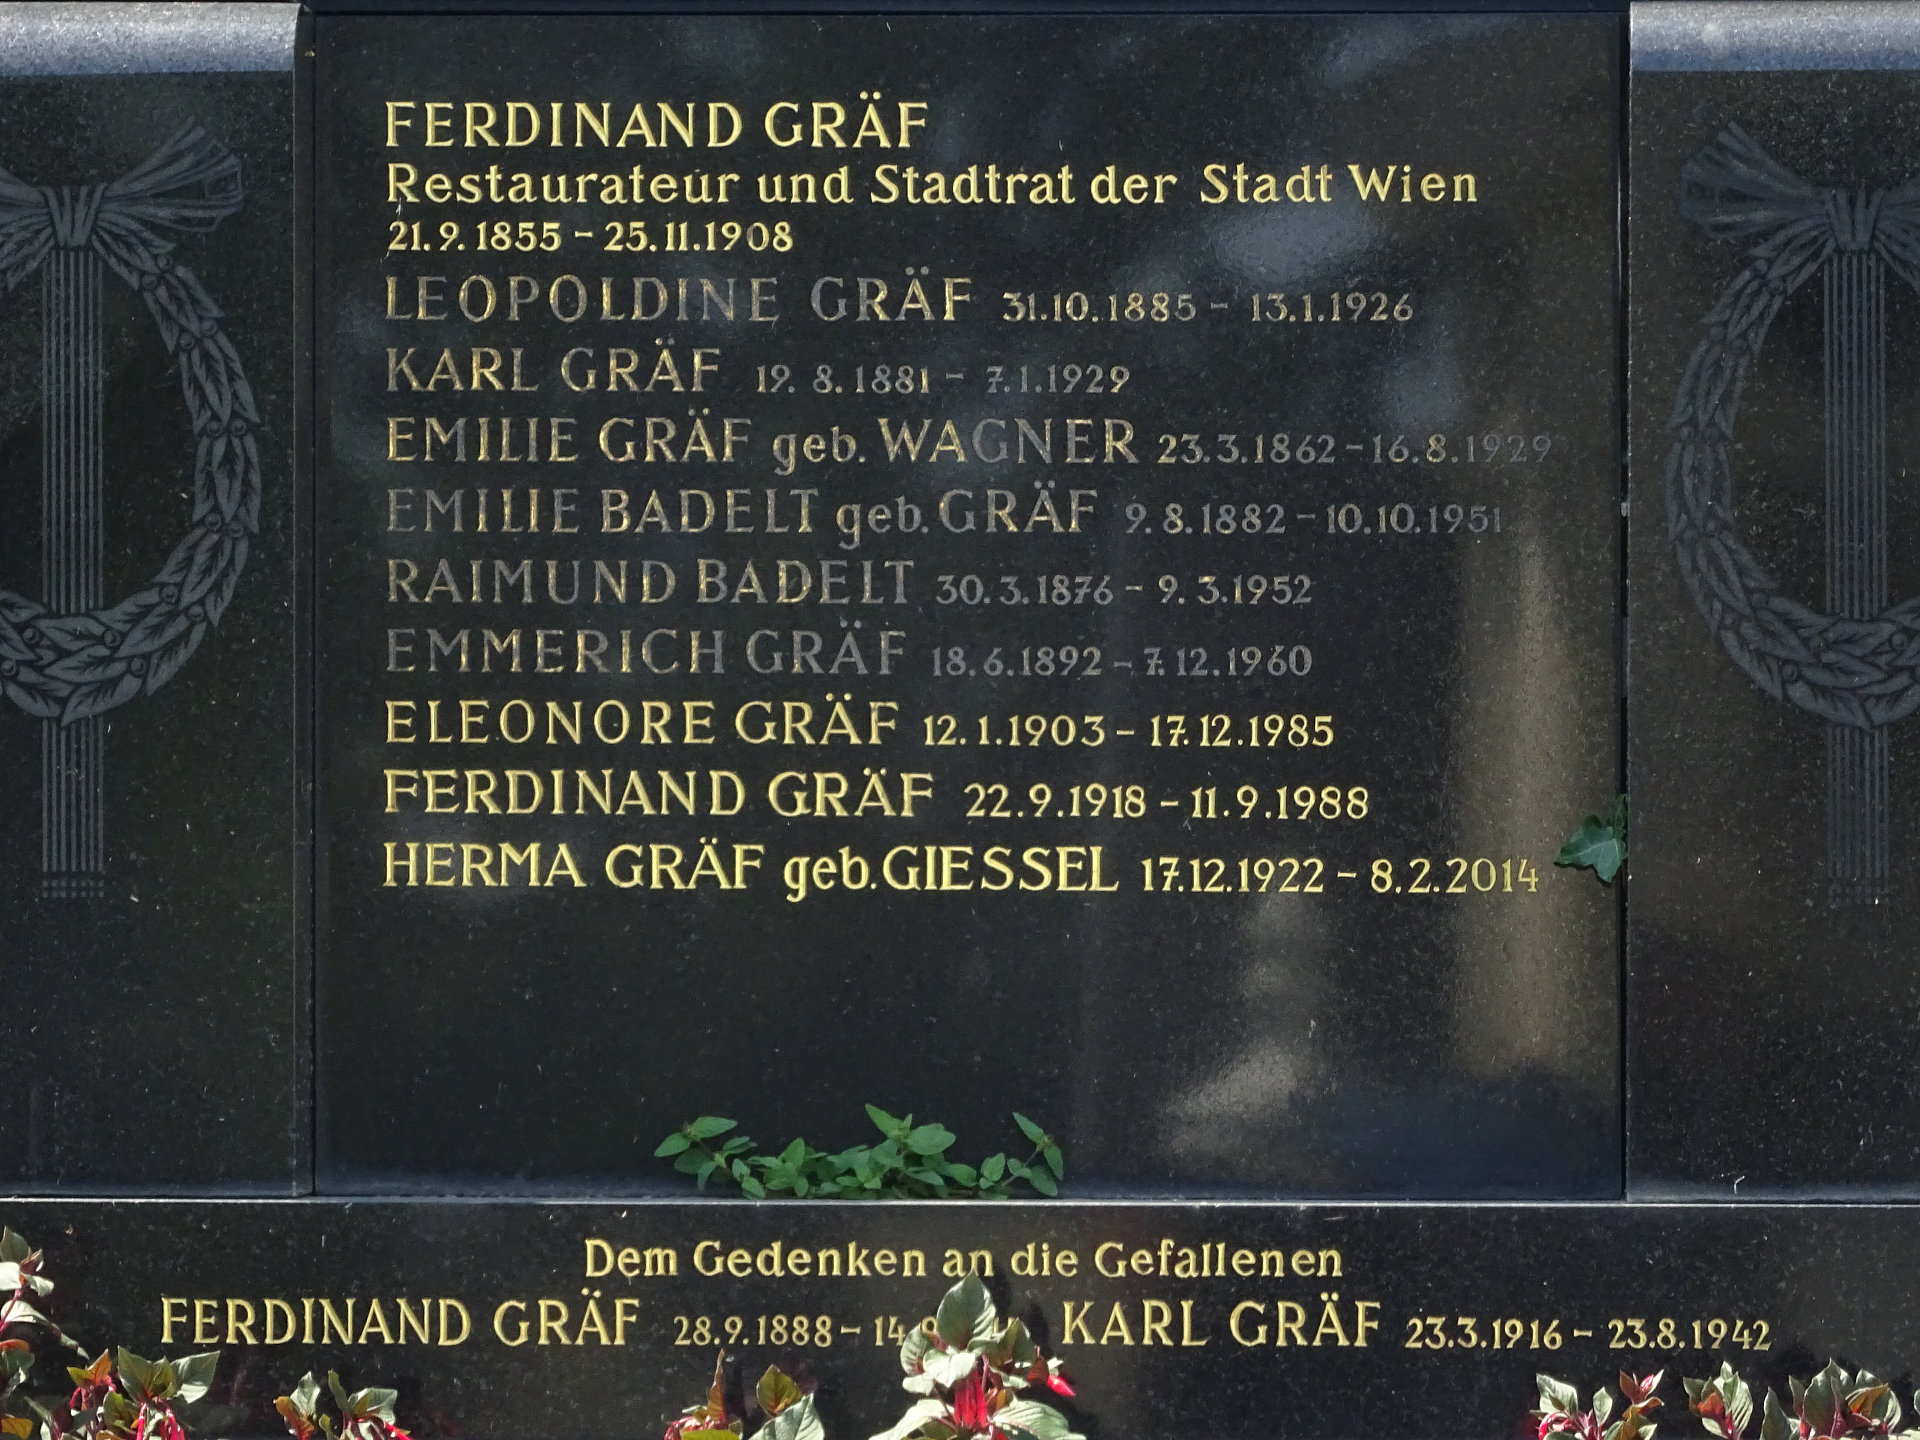 FERDINAND GRÄF
Restaurateur und Stadtrat der Stadt Wien
21.9.1855 - 25.11.1908
LEOPOLDINE GRÄF 31.10.1885 - 13.1.1926
KARL GRÄF 19.8.1881 - 7.1.1929
EMILIE GRÄF geb. WAGNER 23.3.1862 - 16.8.1929
EMILIE BADELT geb. GRÄF 9.8.1882 - 10.10.1951
RAIMUND BADELT 30.3.1876 - 9.3.1952
EMMERICH GRÄF 18.6.1892 - 7.12.1960
ELEONORE GRÄF 12.1.1903 - 17.12.1985
FERDINAND GRÄF 22.9.1918 - 11.9.1988
HERMA GRÄF geb. GIESSEL 17.12.1922 - 8.2.2014
Dem Gedenken an die Gefallenen
FERDINAND GRÄF 28.9.1888 - KARL GRÄF 23.3.1916 - 23.8.1942